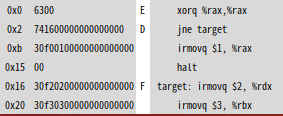 0x0 6300 E xorq %rax,%rax
0x2 741600000000000000 D jne target
0xb 30f00100000000000000 irmovq $1, %rax
0x15 00 halt
0x16 30f20200000000000000 F target: irmovq $2, %rdx
0x20 30f30300000000000000 irmovq $3, %rbx